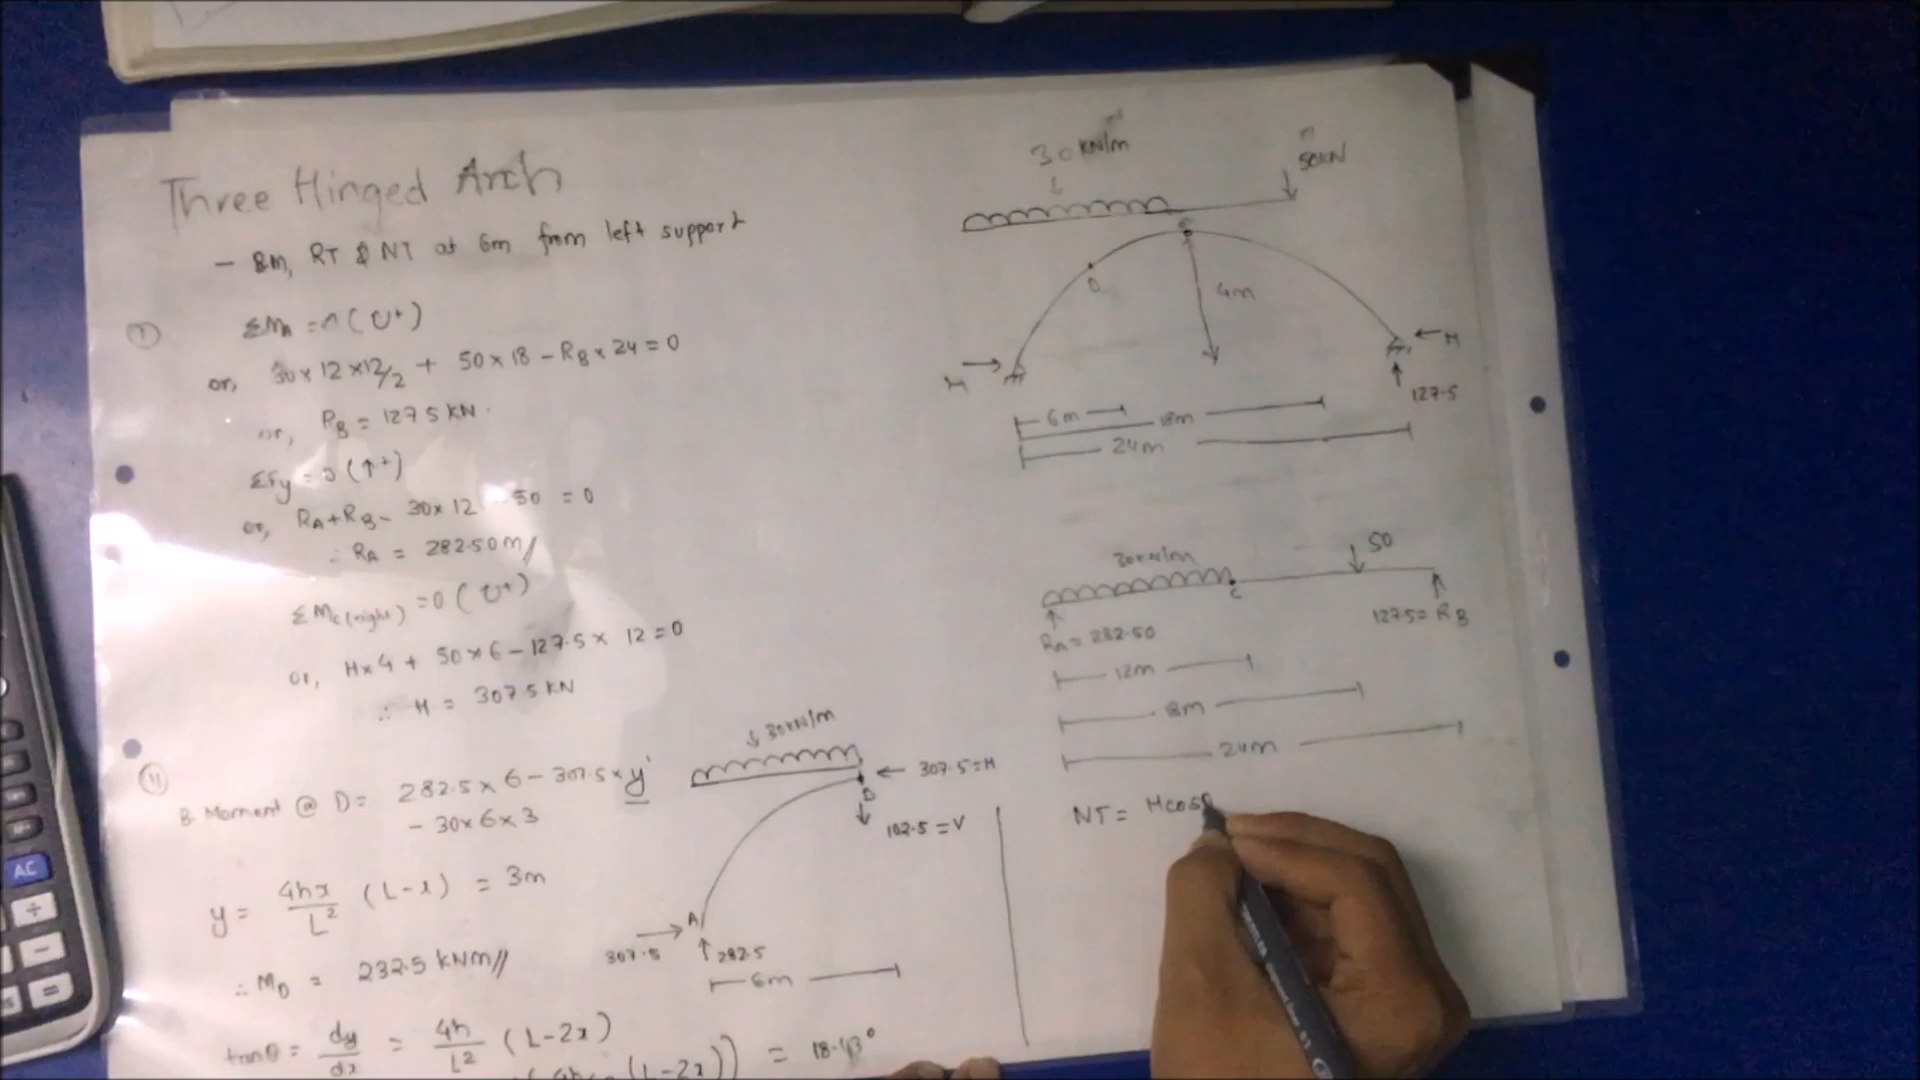 Three Hinged Arch
- BM, RT & NT at 6m from left support
I
ΣMA = 0 (↻+)
or, 30 x 12 x 12/2 + 50 x 18 - RB x 24 = 0
or, RB = 127.5 KN.
ΣFy = 0 (↑+)
or, RA + RB - 30 x 12 - 50 = 0
∴ RA = 282.50 m//
ΣMc(right) = 0 (↻+)
or, H x 4 + 50 x 6 - 127.5 x 12 = 0
∴ H = 307.5 KN
II
B. Moment @ D = 282.5 x 6 - 307.5 x y
- 30 x 6 x 3
y = 4hx/L² (L-x) = 3m
∴ MD = 232.5 KNm//
tanθ = dy/dx = 4h/L² (L-2x)
(L-2x)) = 18.43°
30 KN/m
50KN
C
D
4m
H
H
127.5
6m
18m
24m
30KN/m
50
C
RA = 282.50
127.5 = RB
12m
18m
24m
30KN/m
307.5 = H
D
102.5 = V
A
307.5
282.5
6m
NT = Hcos
AC
÷
−
=